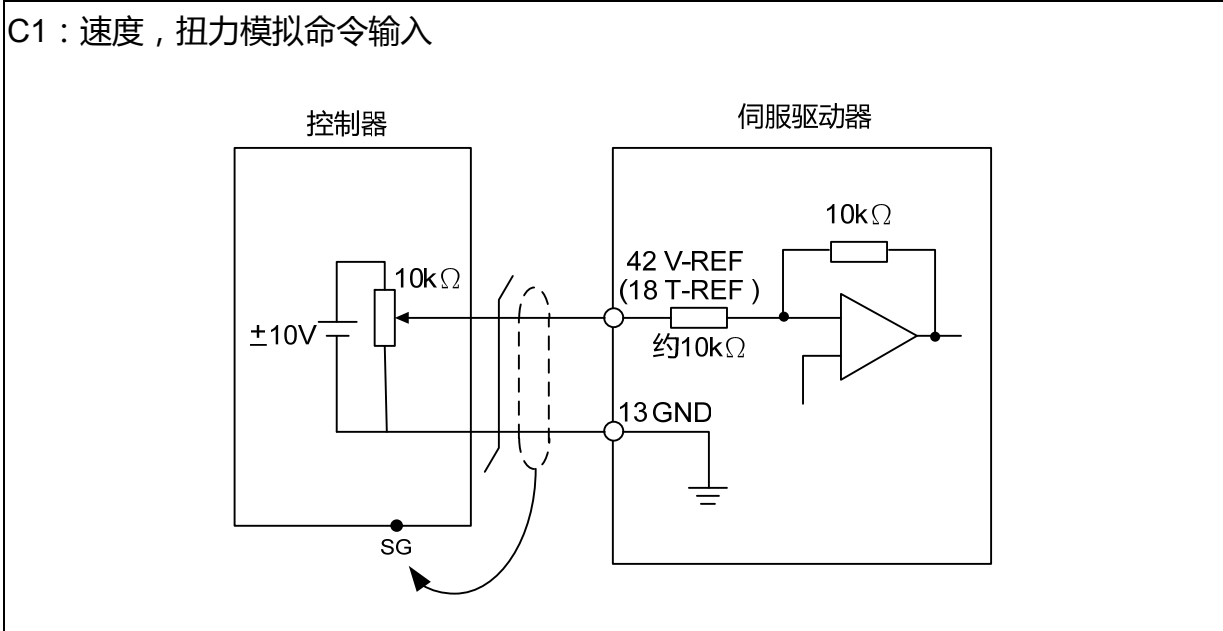 C1：速度，扭力模拟命令输入
控制器
伺服驱动器
10kΩ
42 V-REF
(18 T-REF )
10kΩ
±10V
约10kΩ
13 GND
SG